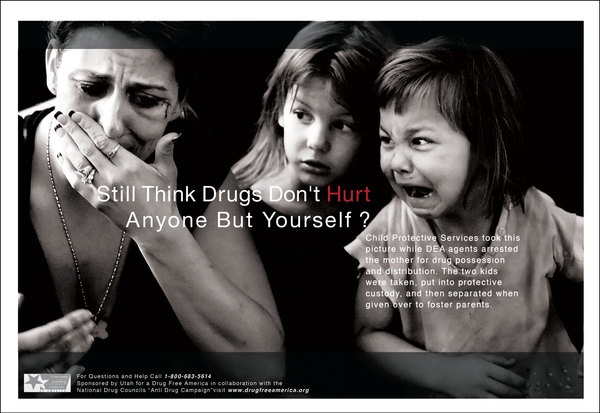 Still Think Drugs Don't Hurt
Anyone But Yourself ?
Child Protective Services took this
picture while DEA agents arrested
the mother for drug possession
and distribution. The two kids
were taken, put into protective
custody, and then separated when
given over to foster parents.
For Questions and Help Call 1-800-683-5614
Sponsored by Utah for a Drug Free America in collaboration with the
National Drug Councils "Anti Drug Campaign"visit www.drugfreeamerica.org